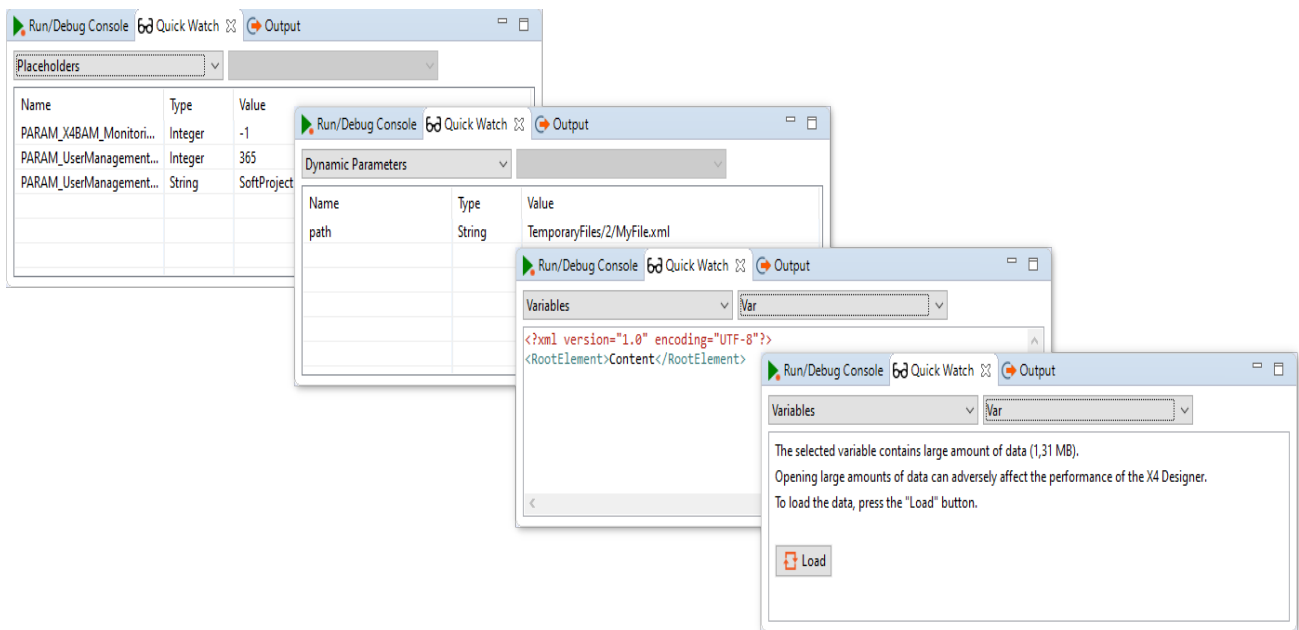 Run/Debug Console Quick Watch Output
Placeholders
Name Type Value
PARAM_X4BAM_Monitori... Integer -1
PARAM_UserManagement... Integer 365
PARAM_UserManagement... String SoftProject
Run/Debug Console Quick Watch Output
Dynamic Parameters
Name Type Value
path String TemporaryFiles/2/MyFile.xml
Run/Debug Console Quick Watch Output
Variables Var
<?xml version="1.0" encoding="UTF-8"?>
<RootElement>Content</RootElement>
Run/Debug Console Quick Watch Output
Variables Var
The selected variable contains large amount of data (1,31 MB).
Opening large amounts of data can adversely affect the performance of the X4 Designer.
To load the data, press the "Load" button.
Load